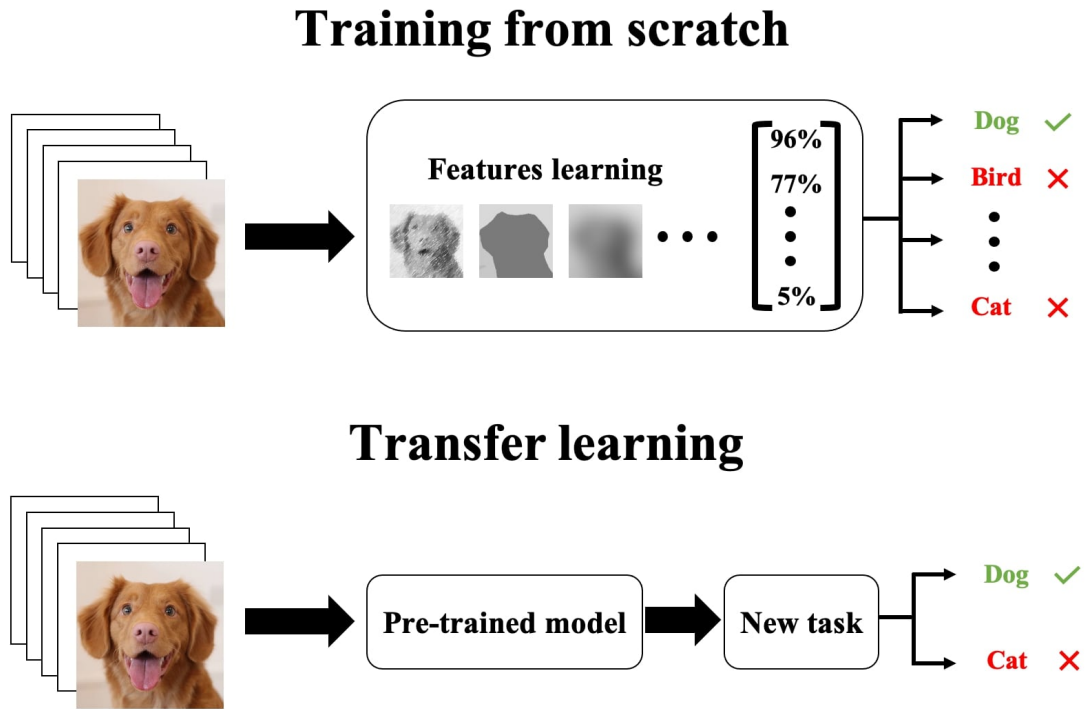 Training from scratch
Features learning
96%
77%
5%
Dog
Bird
Cat
Transfer learning
Pre-trained model
New task
Dog
Cat